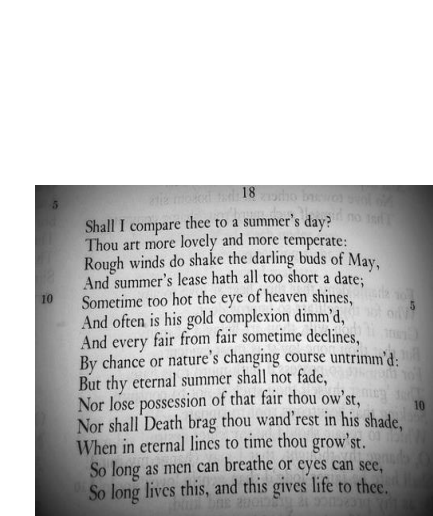 18
5
Shall I compare thee to a summer's day?
Thou art more lovely and more temperate:
Rough winds do shake the darling buds of May,
And summer's lease hath all too short a date;
10
Sometime too hot the eye of heaven shines,
5
And often is his gold complexion dimm'd,
And every fair from fair sometime declines,
By chance or nature's changing course untrimm'd:
But thy eternal summer shall not fade,
Nor lose possession of that fair thou ow'st,
10
Nor shall Death brag thou wand'rest in his shade,
When in eternal lines to time thou grow'st.
So long as men can breathe or eyes can see,
So long lives this, and this gives life to thee.